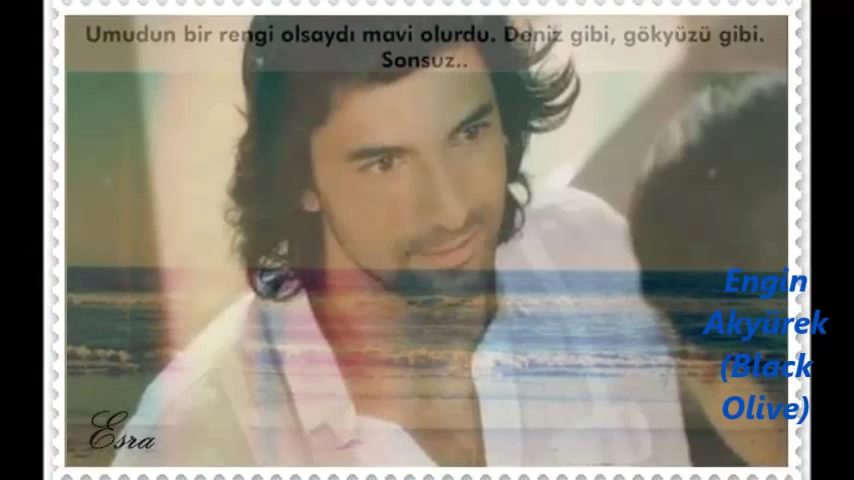 Umudun bir rengi olsaydı mavi olurdu. Deniz gibi, gökyüzü gibi.
Sonsuz..
Engin
Akyürek
(Black
Olive)
Esra